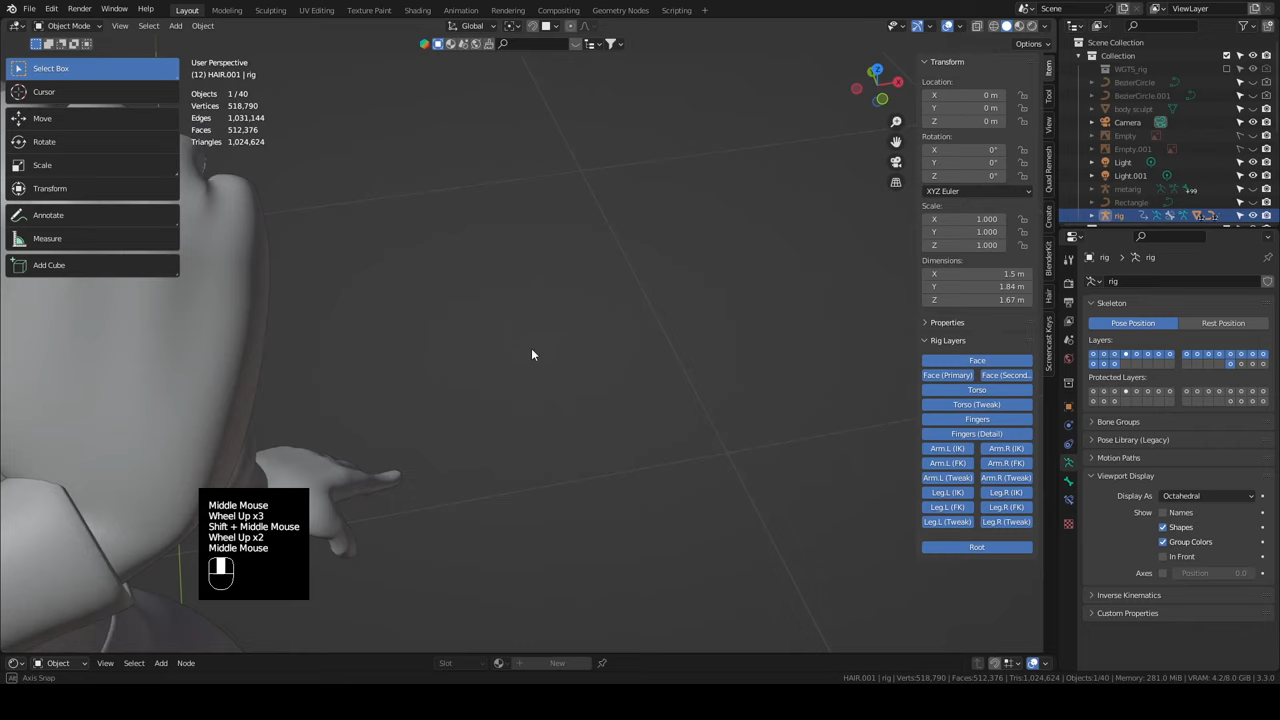 File Edit Render Window Help Layout Modeling Sculpting UV Editing Texture Paint Shading Animation Rendering Compositing Geometry Nodes Scripting + Scene ViewLayer
Object Mode View Select Add Object Global
Options
Select Box
Cursor
Move
Rotate
Scale
Transform
Annotate
Measure
Add Cube
User Perspective
(12) HAIR.001 | rig
Objects 1 / 40
Vertices 518,790
Edges 1,031,144
Faces 512,376
Triangles 1,024,624
Z
X
Transform
Location:
X 0 m
Y 0 m
Z 0 m
Rotation:
X 0°
Y 0°
Z 0°
XYZ Euler
Scale:
X 1.000
Y 1.000
Z 1.000
Dimensions:
X 1.5 m
Y 1.84 m
Z 1.67 m
Properties
Rig Layers
Face
Face (Primary) Face (Second...
Torso
Torso (Tweak)
Fingers
Fingers (Detail)
Arm.L (IK) Arm.R (IK)
Arm.L (FK) Arm.R (FK)
Arm.L (Tweak) Arm.R (Tweak)
Leg.L (IK) Leg.R (IK)
Leg.L (FK) Leg.R (FK)
Leg.L (Tweak) Leg.R (Tweak)
Root
Item
Tool
View
Quad Remesh
Create
BlenderKit
Hair
Screencast Keys
Scene Collection
Collection
WGTS_rig
BezierCircle
BezierCircle.001
body sculpt
Camera
Empty
Empty.001
Light
Light.001
metarig +99
Rectangle
rig
rig > rig
rig
Skeleton
Pose Position Rest Position
Layers:
Protected Layers:
Bone Groups
Pose Library (Legacy)
Motion Paths
Viewport Display
Display As Octahedral
Show Names
Shapes
Group Colors
In Front
Axes Position 0.0
Inverse Kinematics
Custom Properties
Middle Mouse
Wheel Up x3
Shift + Middle Mouse
Wheel Up x2
Middle Mouse
Object View Select Add Node Slot New
Alt Axis Snap HAIR.001 | rig | Verts:518,790 | Faces:512,376 | Tris:1,024,624 | Objects:1/40 | Memory: 281.0 MiB | VRAM: 4.2/8.0 GiB | 3.3.0